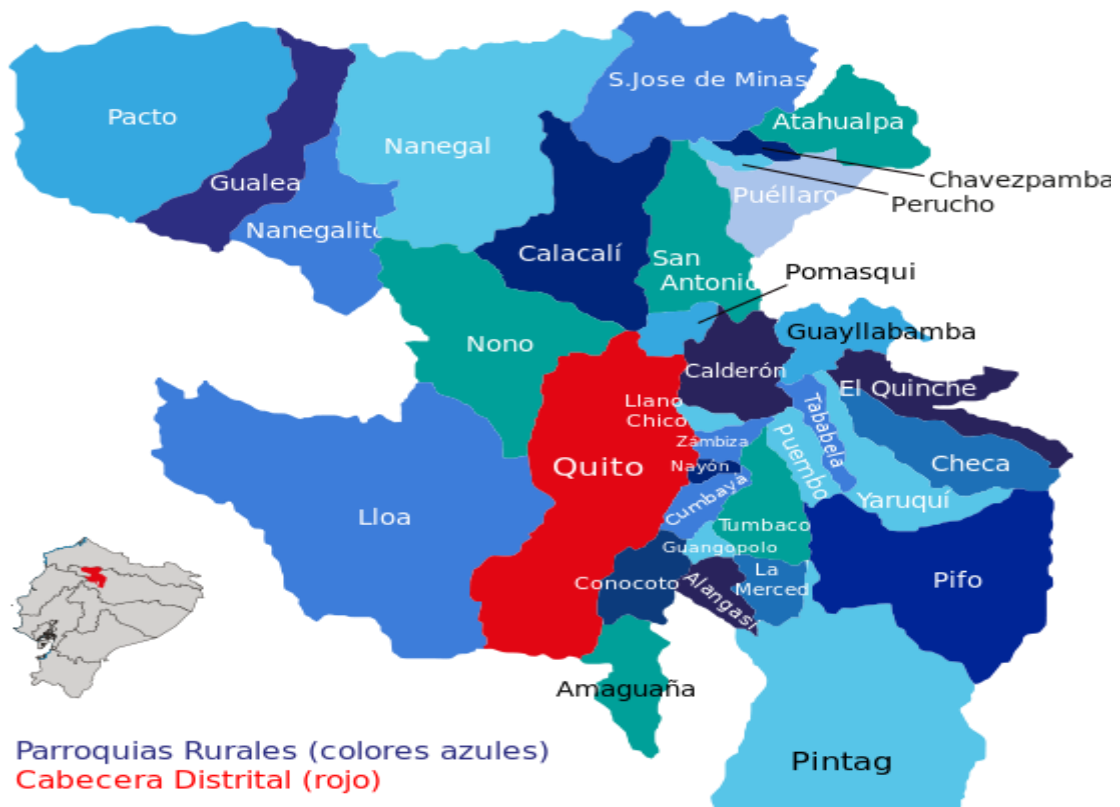 S.Jose de Minas
Pacto
Atahualpa
Nanegal
Gualea
Chavezpamba
Puéllaro
Perucho
Nanegalito
Calacalí
San
Antonio
Pomasqui
Nono
Guayllabamba
Calderón
El Quinche
Llano
Chico
Tababela
Zámbiza
Puembo
Quito
Nayón
Checa
Cumbayá
Yaruquí
Lloa
Tumbaco
Guangopolo
Conocoto
La
Merced
Pifo
Alangasí
Amaguaña
Pintag
Parroquias Rurales (colores azules)
Cabecera Distrital (rojo)